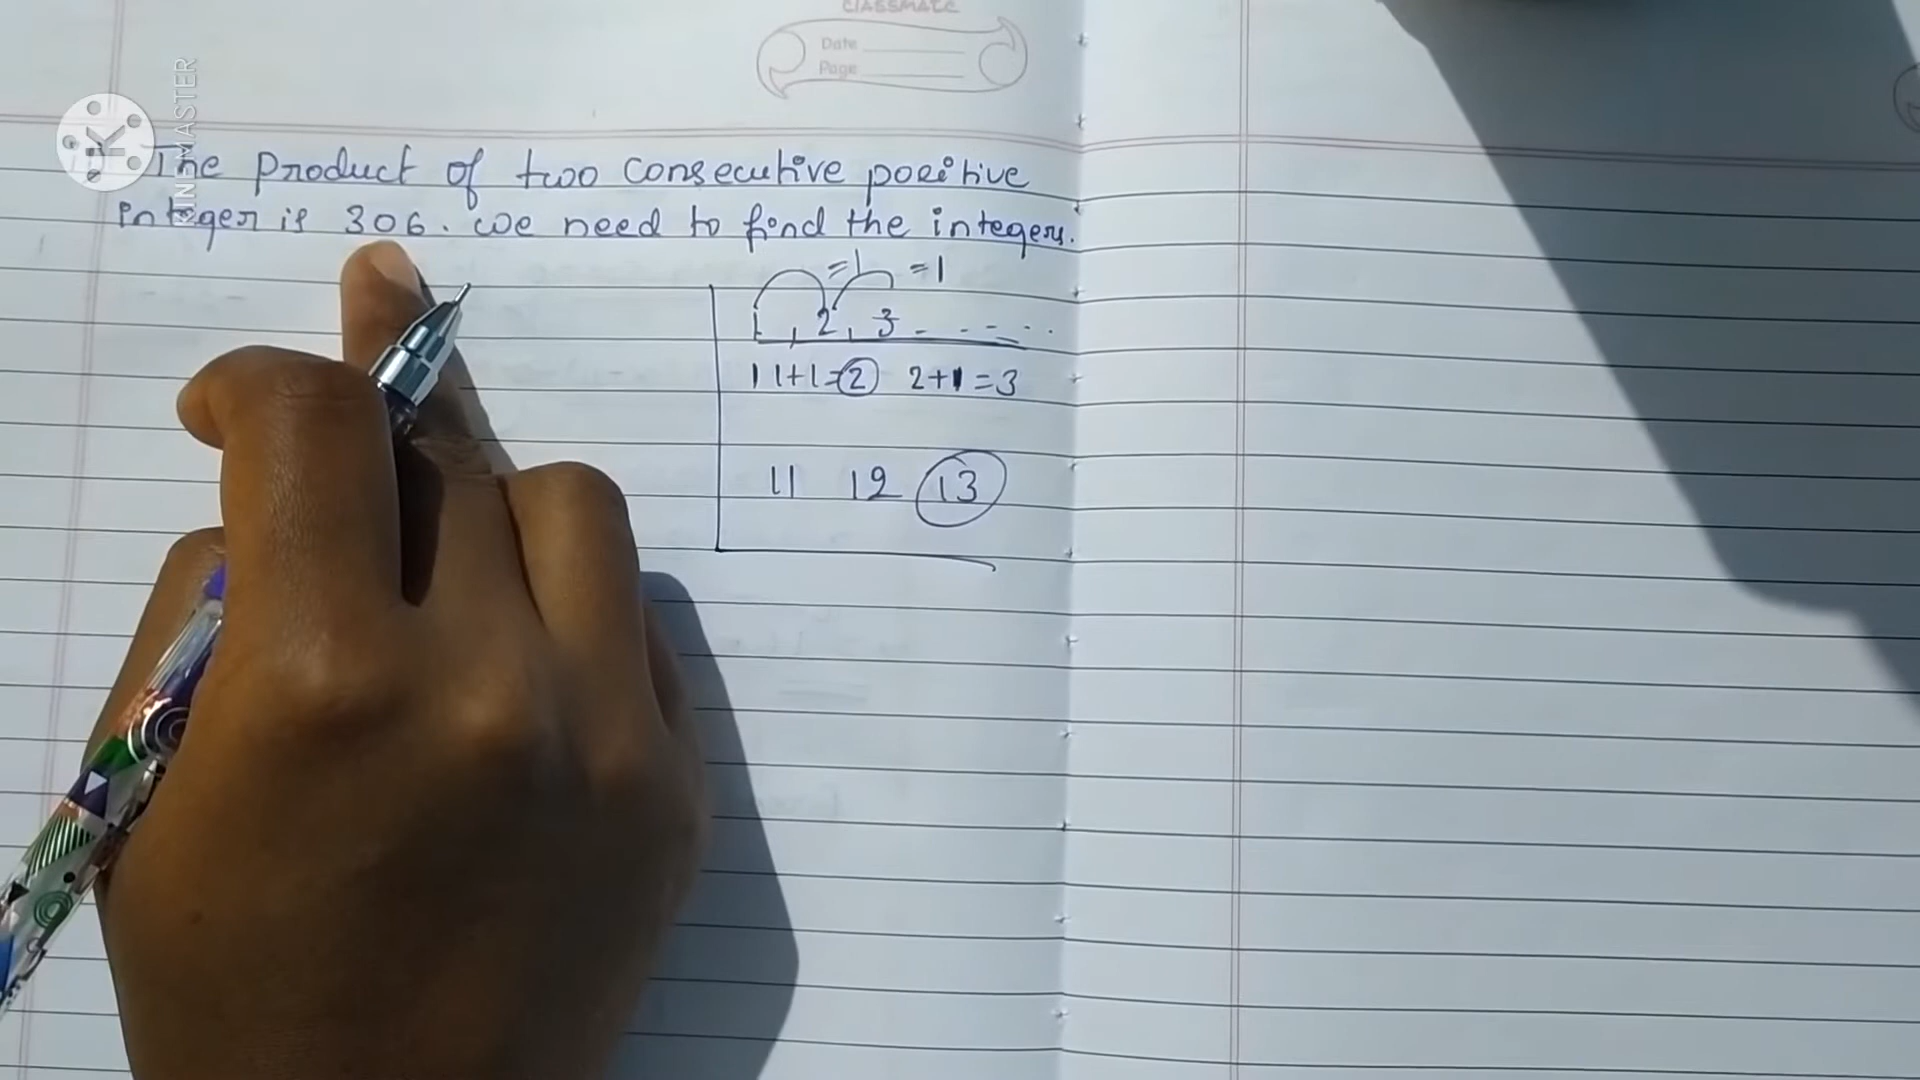 CLASSMATE
Date
Page
KINEMASTER
The product of two consecutive positive
integer is 306. we need to find the integers.
=1 =1
1, 2, 3 - - - - . .
1 1+1=2 2+1=3
11 12 13